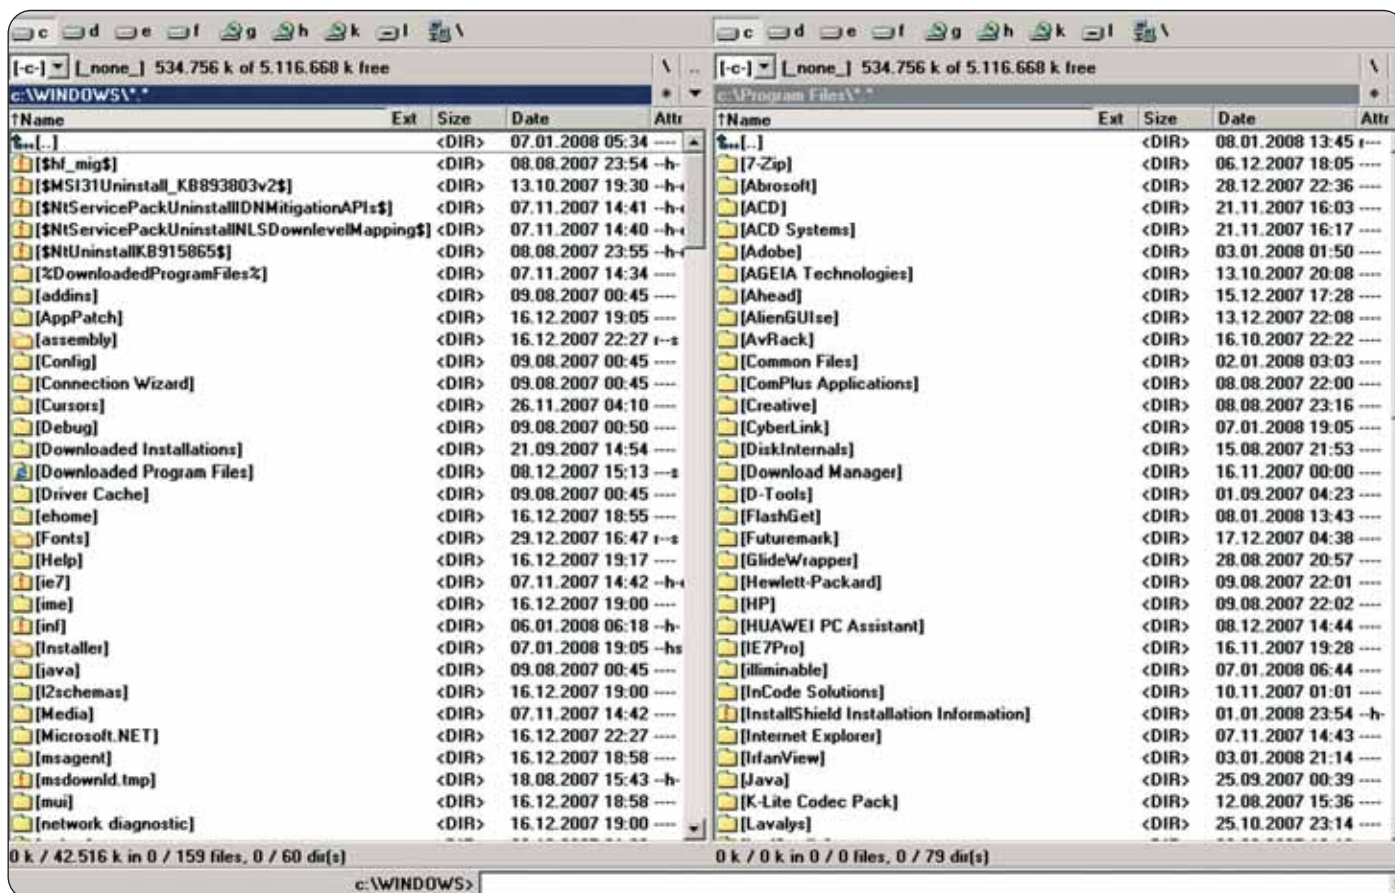 c d e f g h k l \
[-c-] [_none_] 534.756 k of 5.116.668 k free \ ..
c:\WINDOWS\*.* * ▼
↑Name Ext Size Date Attr
[..] <DIR> 07.01.2008 05:34 ----
[$hf_mig$] <DIR> 08.08.2007 23:54 --h-
[$MSI31Uninstall_KB893803v2$] <DIR> 13.10.2007 19:30 --h-
[$NtServicePackUninstallIDNMitigationAPIs$] <DIR> 07.11.2007 14:41 --h-
[$NtServicePackUninstallNLSDownlevelMapping$] <DIR> 07.11.2007 14:40 --h-
[$NtUninstallKB915865$] <DIR> 08.08.2007 23:55 --h-
[%DownloadedProgramFiles%] <DIR> 07.11.2007 14:34 ----
[addins] <DIR> 09.08.2007 00:45 ----
[AppPatch] <DIR> 16.12.2007 19:05 ----
[assembly] <DIR> 16.12.2007 22:27 r--s
[Config] <DIR> 09.08.2007 00:45 ----
[Connection Wizard] <DIR> 09.08.2007 00:45 ----
[Cursors] <DIR> 26.11.2007 04:10 ----
[Debug] <DIR> 09.08.2007 00:50 ----
[Downloaded Installations] <DIR> 21.09.2007 14:54 ----
[Downloaded Program Files] <DIR> 08.12.2007 15:13 ---s
[Driver Cache] <DIR> 09.08.2007 00:45 ----
[ehome] <DIR> 16.12.2007 18:55 ----
[Fonts] <DIR> 29.12.2007 16:47 r--s
[Help] <DIR> 16.12.2007 19:17 ----
[ie7] <DIR> 07.11.2007 14:42 --h-
[ime] <DIR> 16.12.2007 19:00 ----
[inf] <DIR> 06.01.2008 06:18 --h-
[Installer] <DIR> 07.01.2008 19:05 --hs
[java] <DIR> 09.08.2007 00:45 ----
[l2schemas] <DIR> 16.12.2007 19:00 ----
[Media] <DIR> 07.11.2007 14:42 ----
[Microsoft.NET] <DIR> 16.12.2007 22:27 ----
[msagent] <DIR> 16.12.2007 18:58 ----
[msdownld.tmp] <DIR> 18.08.2007 15:43 --h-
[mui] <DIR> 16.12.2007 18:58 ----
[network diagnostic] <DIR> 16.12.2007 19:00 ----
0 k / 42.516 k in 0 / 159 files, 0 / 60 dir(s)
c d e f g h k l \
[-c-] [_none_] 534.756 k of 5.116.668 k free \
c:\Program Files\*.* *
↑Name Ext Size Date Attr
[..] <DIR> 08.01.2008 13:45 r---
[7-Zip] <DIR> 06.12.2007 18:05 ----
[Abrosoft] <DIR> 28.12.2007 22:36 ----
[ACD] <DIR> 21.11.2007 16:03 ----
[ACD Systems] <DIR> 21.11.2007 16:17 ----
[Adobe] <DIR> 03.01.2008 01:50 ----
[AGEIA Technologies] <DIR> 13.10.2007 20:08 ----
[Ahead] <DIR> 15.12.2007 17:28 ----
[AlienGUIse] <DIR> 13.12.2007 22:08 ----
[AvRack] <DIR> 16.10.2007 22:22 ----
[Common Files] <DIR> 02.01.2008 03:03 ----
[ComPlus Applications] <DIR> 08.08.2007 22:00 ----
[Creative] <DIR> 08.08.2007 23:16 ----
[CyberLink] <DIR> 07.01.2008 19:05 ----
[DiskInternals] <DIR> 15.08.2007 21:53 ----
[Download Manager] <DIR> 16.11.2007 00:00 ----
[D-Tools] <DIR> 01.09.2007 04:23 ----
[FlashGet] <DIR> 08.01.2008 13:43 ----
[Futuremark] <DIR> 17.12.2007 04:38 ----
[GlideWrapper] <DIR> 28.08.2007 20:57 ----
[Hewlett-Packard] <DIR> 09.08.2007 22:01 ----
[HP] <DIR> 09.08.2007 22:02 ----
[HUAWEI PC Assistant] <DIR> 08.12.2007 14:44 ----
[IE7Pro] <DIR> 16.11.2007 19:28 ----
[illiminable] <DIR> 07.01.2008 06:44 ----
[InCode Solutions] <DIR> 10.11.2007 01:01 ----
[InstallShield Installation Information] <DIR> 01.01.2008 23:54 --h-
[Internet Explorer] <DIR> 07.11.2007 14:43 ----
[IrfanView] <DIR> 03.01.2008 21:14 ----
[Java] <DIR> 25.09.2007 00:39 ----
[K-Lite Codec Pack] <DIR> 12.08.2007 15:36 ----
[Lavalys] <DIR> 25.10.2007 23:14 ----
0 k / 0 k in 0 / 0 files, 0 / 79 dir(s)
c:\WINDOWS>